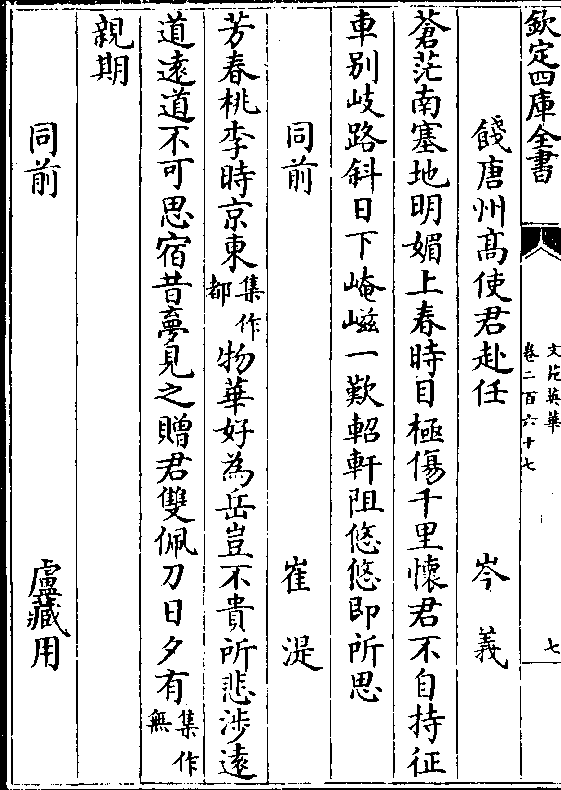 欽定四庫全書
文苑英華
卷二百六十七
七
餞唐州髙使君赴任
岑羲
蒼茫南塞地明媚上春時目極傷千里懷君不自持征
車别岐路斜日下崦嵫一歎軺軒阻悠悠即所思
同前
崔湜
芳春桃李時京東集作都物華好為岳豈不貴所悲涉遠
道遠道不可思宿昔夢見之贈君雙佩刀日夕有集作無
親期
同前
盧藏用